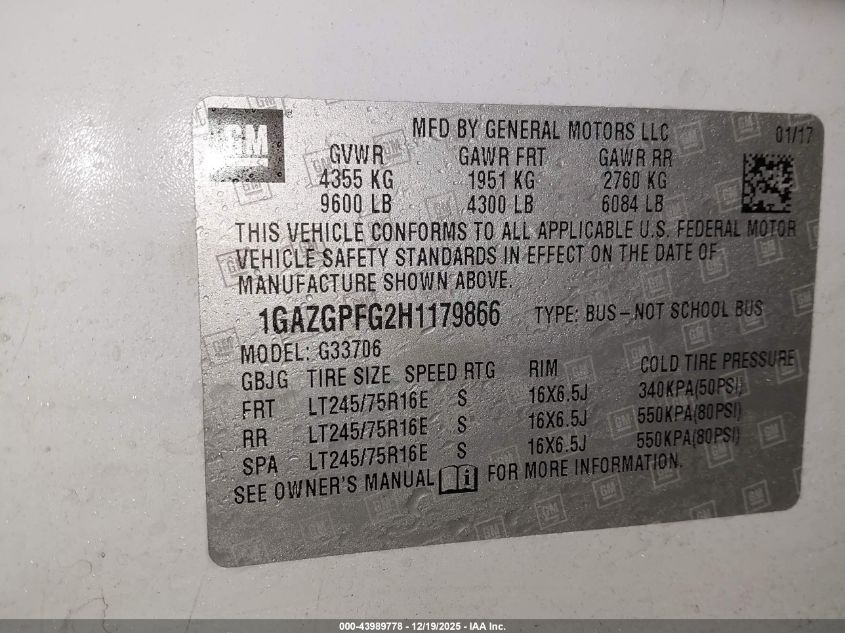 GM
MFD BY GENERAL MOTORS LLC 01/17
GVWR GAWR FRT GAWR RR
4355 KG 1951 KG 2760 KG
9600 LB 4300 LB 6084 LB
THIS VEHICLE CONFORMS TO ALL APPLICABLE U.S. FEDERAL MOTOR
VEHICLE SAFETY STANDARDS IN EFFECT ON THE DATE OF
MANUFACTURE SHOWN ABOVE.
1GAZGPFG2H1179866 TYPE: BUS-NOT SCHOOL BUS
MODEL: G33706
GBJG TIRE SIZE SPEED RTG RIM COLD TIRE PRESSURE
FRT LT245/75R16E S 16X6.5J 340KPA(50PSI)
RR LT245/75R16E S 16X6.5J 550KPA(80PSI)
SPA LT245/75R16E S 16X6.5J 550KPA(80PSI)
SEE OWNER'S MANUAL i FOR MORE INFORMATION.
000-43989778 - 12/19/2025 - IAA Inc.